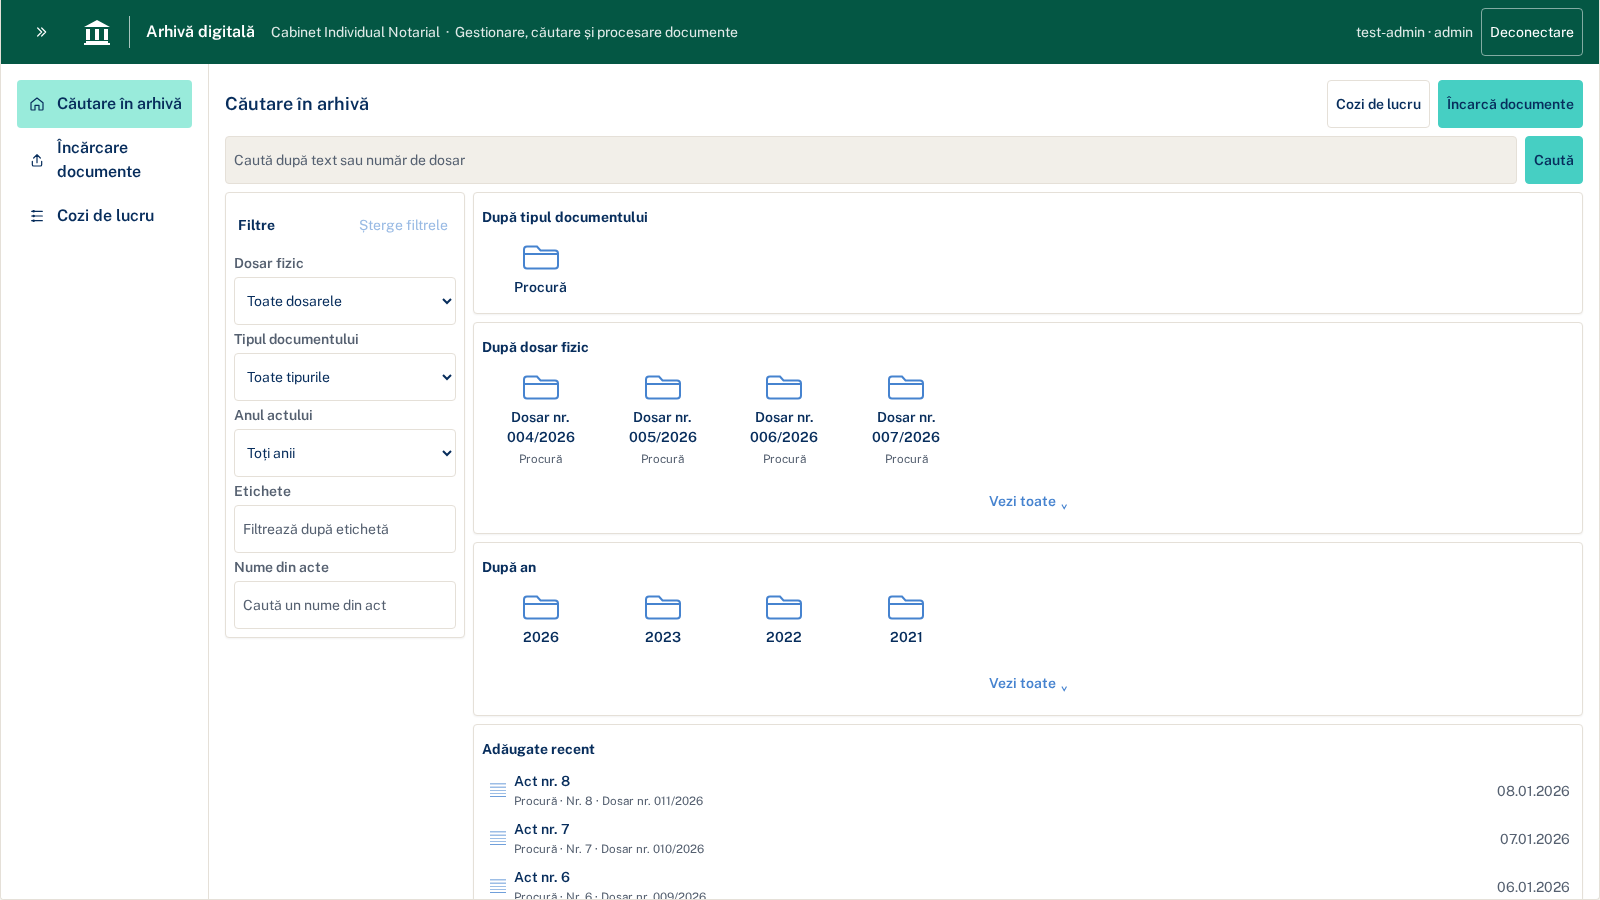 Arhivă digitală
Cabinet Individual Notarial · Gestionare, căutare și procesare documente
test-admin · admin
Deconectare
Căutare în arhivă
Încărcare
documente
Cozi de lucru
Căutare în arhivă
Cozi de lucru
Încarcă documente
Caută după text sau număr de dosar
Caută
Filtre
Șterge filtrele
Dosar fizic
Toate dosarele
Tipul documentului
Toate tipurile
Anul actului
Toți anii
Etichete
Filtrează după etichetă
Nume din acte
Caută un nume din act
După tipul documentului
Procură
După dosar fizic
Dosar nr.
004/2026
Procură
Dosar nr.
005/2026
Procură
Dosar nr.
006/2026
Procură
Dosar nr.
007/2026
Procură
Vezi toate
După an
2026
2023
2022
2021
Vezi toate
Adăugate recent
Act nr. 8
Procură · Nr. 8 · Dosar nr. 011/2026
08.01.2026
Act nr. 7
Procură · Nr. 7 · Dosar nr. 010/2026
07.01.2026
Act nr. 6
Procură · Nr. 6 · Dosar nr. 009/2026
06.01.2026